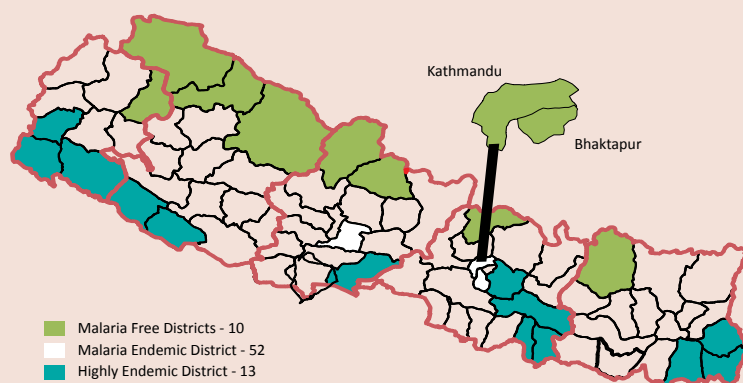 Kathmandu
Bhaktapur
Malaria Free Districts - 10
Malaria Endemic District - 52
Highly Endemic District - 13